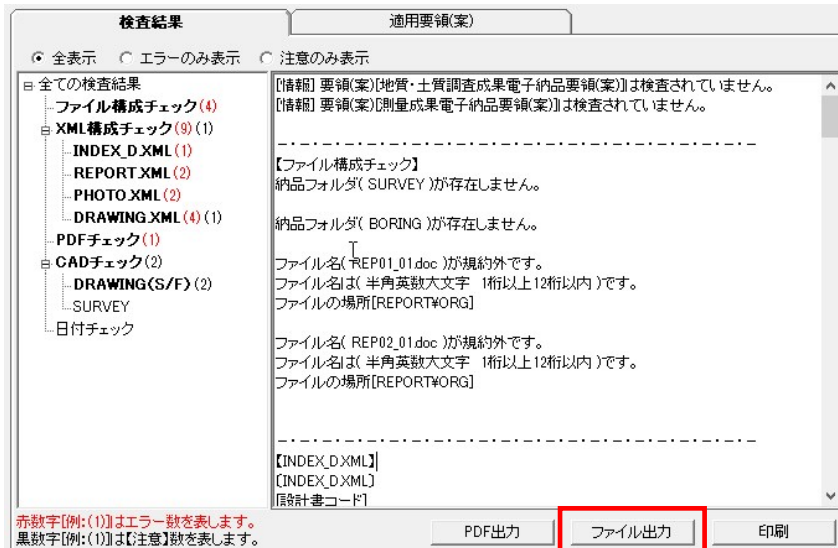 検査結果
適用要領(案)
全表示 エラーのみ表示 注意のみ表示
全ての検査結果
ファイル構成チェック(4)
XML構成チェック(9)(1)
INDEX_D.XML(1)
REPORT.XML(2)
PHOTO.XML(2)
DRAWING.XML(4)(1)
PDFチェック(1)
CADチェック(2)
DRAWING(S/F)(2)
SURVEY
日付チェック
[情報] 要領(案)[地質・土質調査成果電子納品要領(案)]は検査されていません。
[情報] 要領(案)[測量成果電子納品要領(案)]は検査されていません。
【ファイル構成チェック】
納品フォルダ( SURVEY )が存在しません。
納品フォルダ( BORING )が存在しません。
ファイル名( REP01_01.doc )が規約外です。
ファイル名は( 半角英数大文字 1桁以上12桁以内 )です。
ファイルの場所[REPORT¥ORG]
ファイル名( REP02_01.doc )が規約外です。
ファイル名は( 半角英数大文字 1桁以上12桁以内 )です。
ファイルの場所[REPORT¥ORG]
【INDEX_D.XML】
[INDEX_D.XML]
[設計書コード]
赤数字[例:(1)]はエラー数を表します。
黒数字[例:(1)]は【注意】数を表します。
PDF出力
ファイル出力
印刷